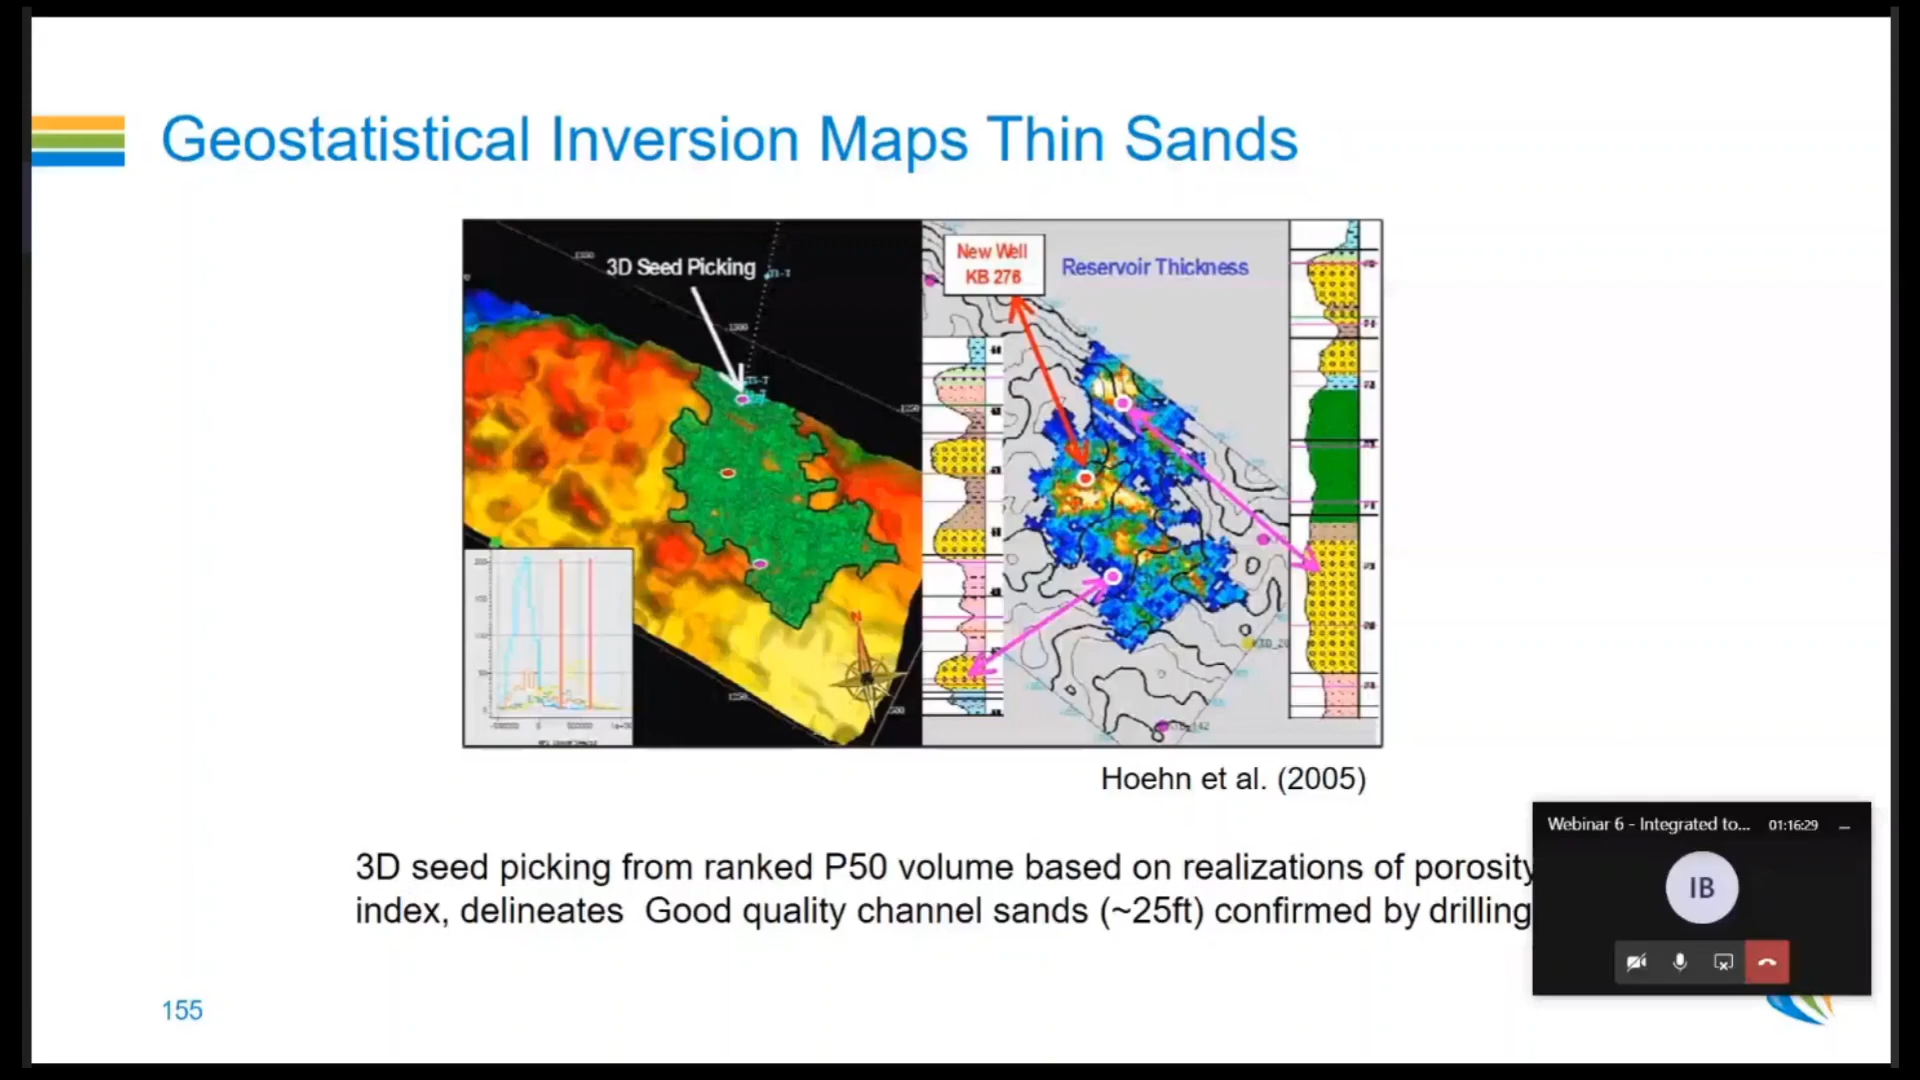 Geostatistical Inversion Maps Thin Sands
3D Seed Picking
New Well
KB 276
Reservoir Thickness
Hoehn et al. (2005)
3D seed picking from ranked P50 volume based on realizations of porosity
index, delineates Good quality channel sands (~25ft) confirmed by drilling
Webinar 6 - Integrated to... 01:16:29
IB
155